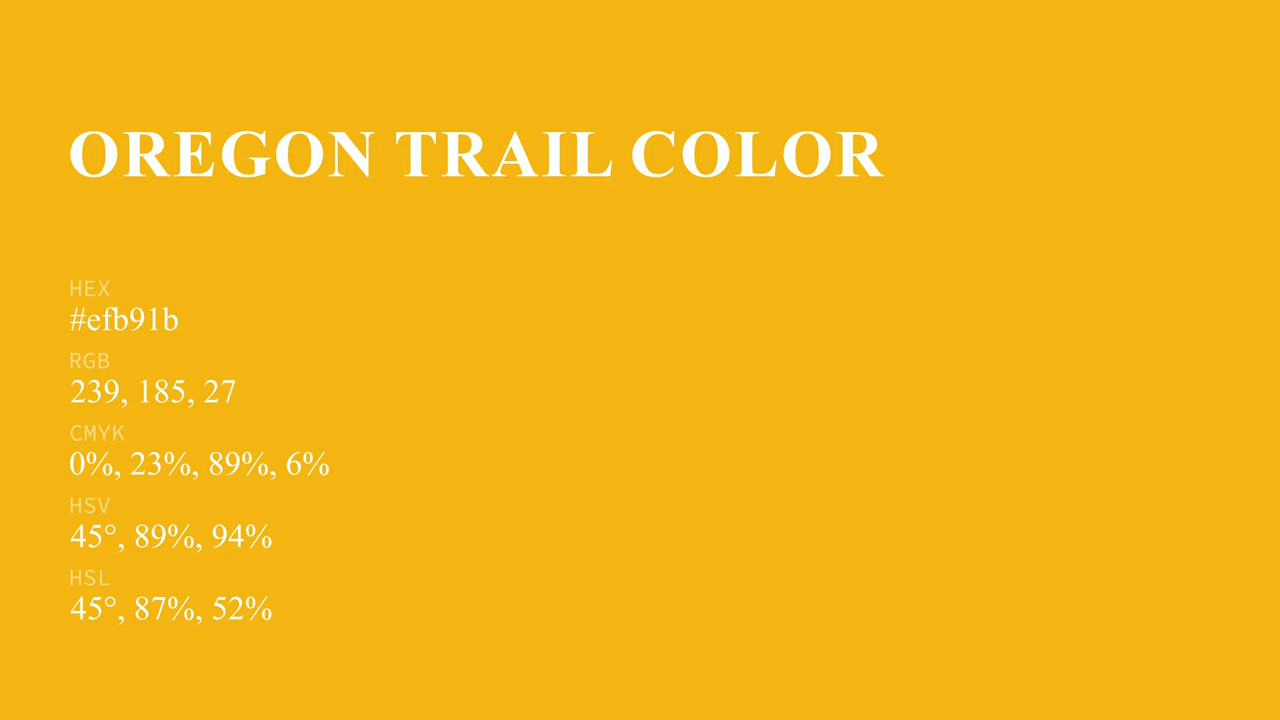 OREGON TRAIL COLOR
HEX
#efb91b
RGB
239, 185, 27
CMYK
0%, 23%, 89%, 6%
HSV
45°, 89%, 94%
HSL
45°, 87%, 52%